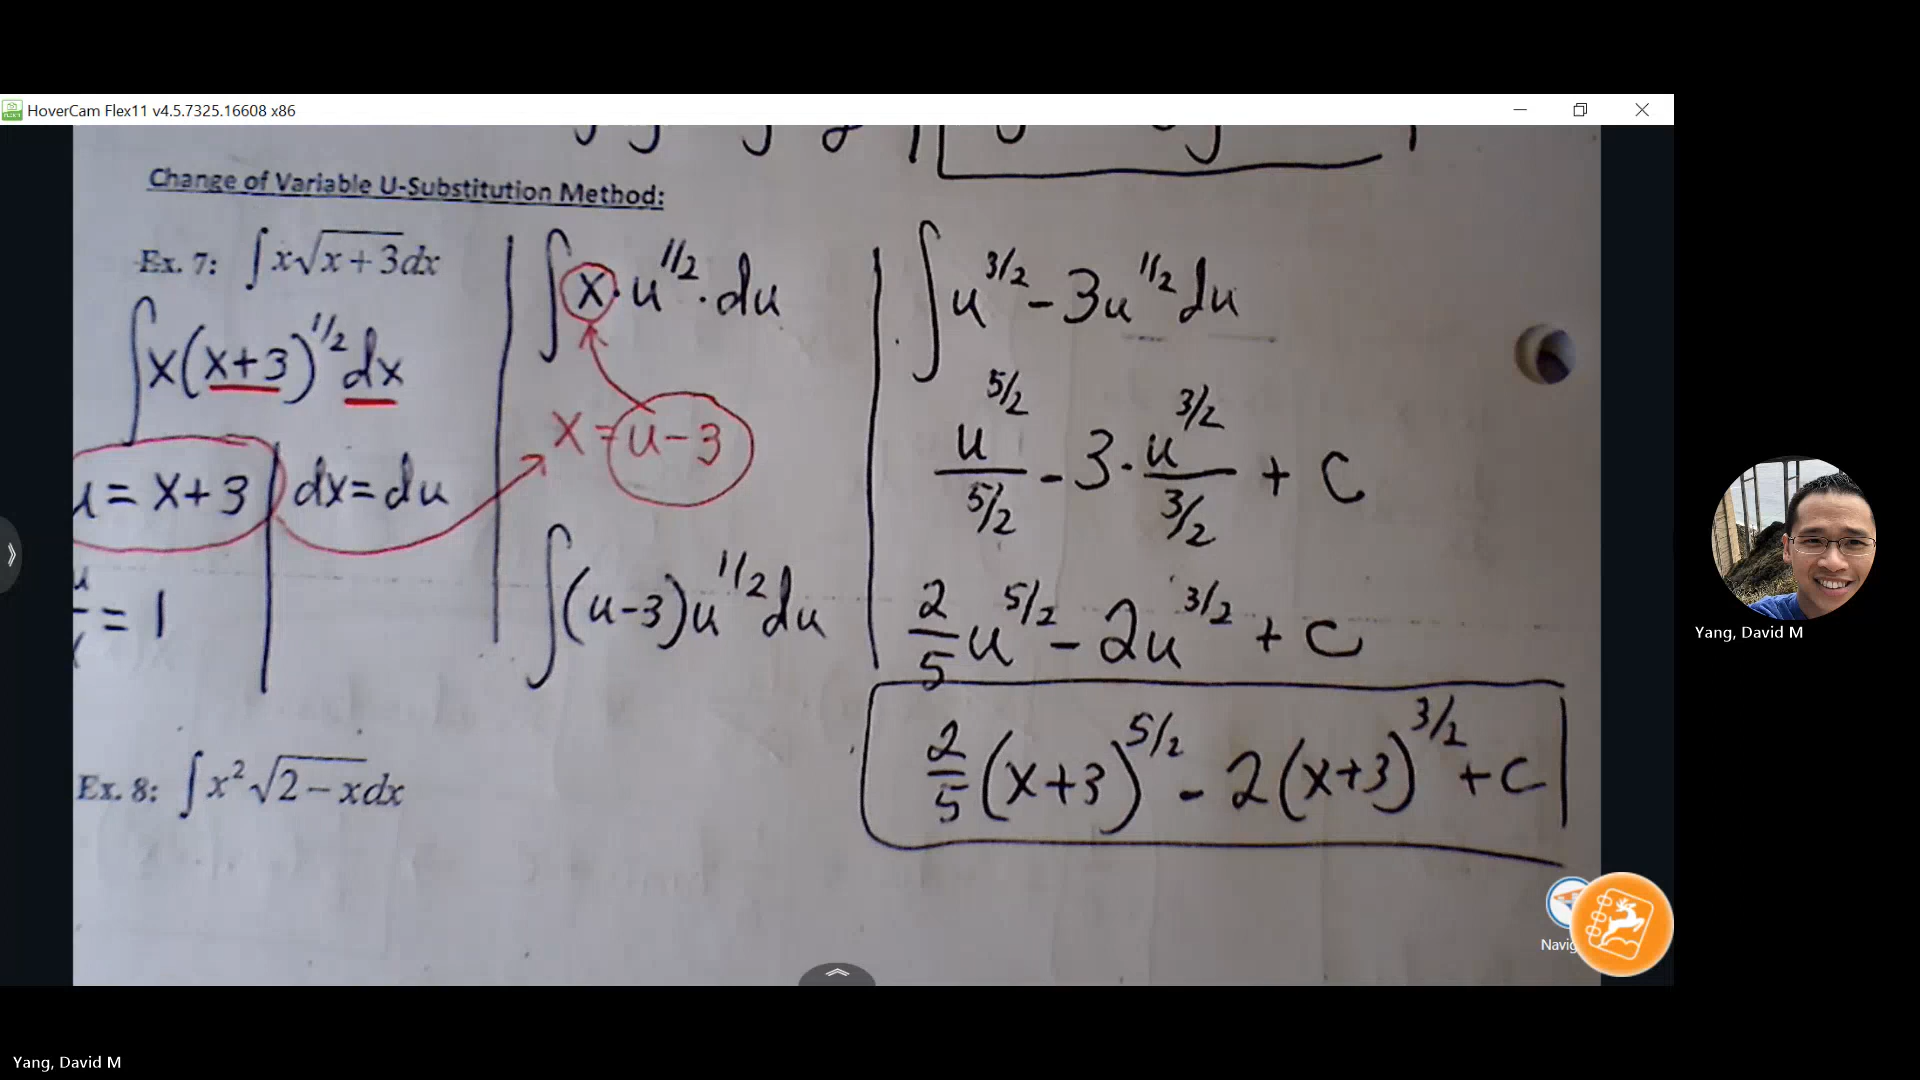 HoverCam Flex11 v4.5.7325.16608 x86
Change of Variable U-Substitution Method:
Ex. 7: ∫x√(x+3)dx
∫x(x+3)^1/2 dx
u = x+3 | dx = du
= 1
∫x·u^1/2·du
x = u-3
∫(u-3)u^1/2 du
∫u^3/2 - 3u^1/2 du
u^5/2 / 5/2 - 3·u^3/2 / 3/2 + C
2/5 u^5/2 - 2u^3/2 + C
2/5 (x+3)^5/2 - 2(x+3)^3/2 + C
Ex. 8: ∫x²√(2-x)dx
Yang, David M
Yang, David M